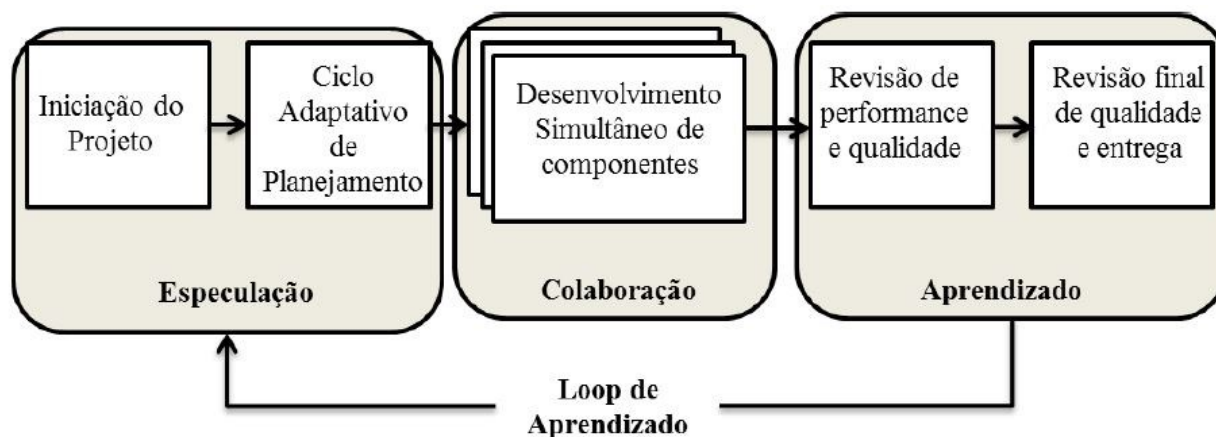 Iniciação do
Projeto
Ciclo
Adaptativo
de
Planejamento
Especulação
Desenvolvimento
Simultâneo de
componentes
Colaboração
Revisão de
performance
e qualidade
Revisão final
de qualidade
e entrega
Aprendizado
Loop de
Aprendizado